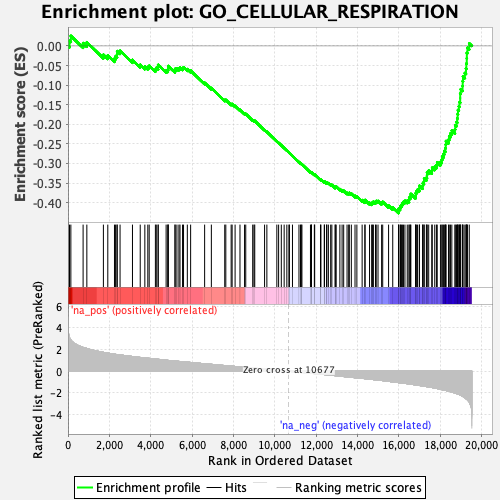 Enrichment plot: GO_CELLULAR_RESPIRATION
Enrichment score (ES)
0.00
-0.05
-0.10
-0.15
-0.20
-0.25
-0.30
-0.35
-0.40
'na_pos' (positively correlated)
Ranked list metric (PreRanked)
6
4
2
0
-2
-4
Zero cross at 10677
'na_neg' (negatively correlated)
0
2,000
4,000
6,000
8,000
10,000
12,000
14,000
16,000
18,000
20,000
Rank in Ordered Dataset
Enrichment profile
Hits
Ranking metric scores